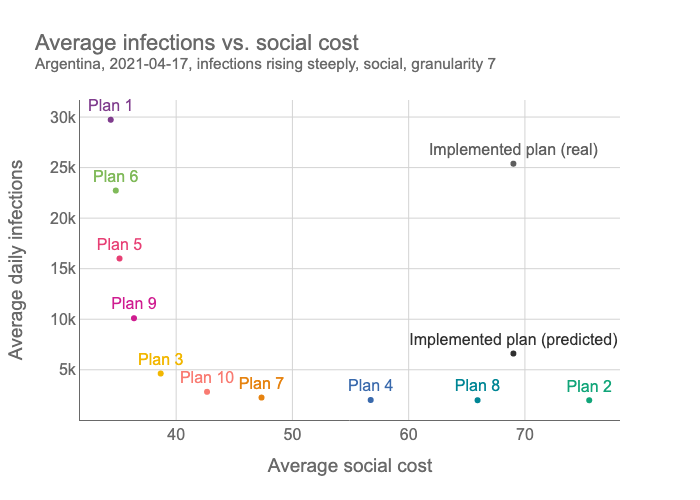 Average infections vs. social cost
Argentina, 2021-04-17, infections rising steeply, social, granularity 7
Plan 1
30k
Implemented plan (real)
25k
Plan 6
20k
Plan 5
15k
Plan 9
10k
Implemented plan (predicted)
Plan 3
5k
Plan 10
Plan 7
Plan 4
Plan 8
Plan 2
40
50
60
70
Average social cost
Average daily infections